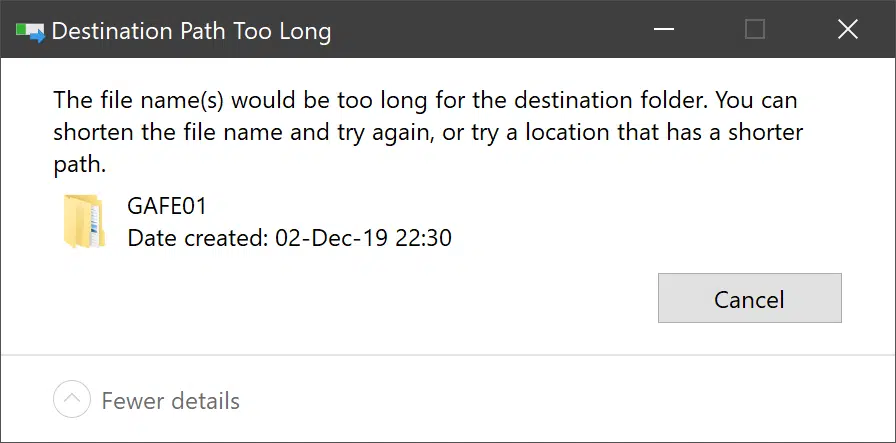 Destination Path Too Long
The file name(s) would be too long for the destination folder. You can
shorten the file name and try again, or try a location that has a shorter
path.
GAFE01
Date created: 02-Dec-19 22:30
Cancel
Fewer details